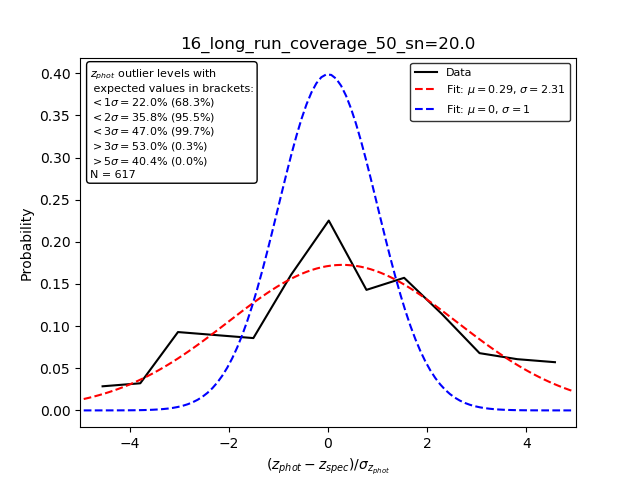 16_long_run_coverage_50_sn=20.0
z_phot outlier levels with
expected values in brackets:
<1σ = 22.0% (68.3%)
<2σ = 35.8% (95.5%)
<3σ = 47.0% (99.7%)
>3σ = 53.0% (0.3%)
>5σ = 40.4% (0.0%)
N = 617
Data
Fit: μ = 0.29, σ = 2.31
Fit: μ = 0, σ = 1
Probability
0.40
0.35
0.30
0.25
0.20
0.15
0.10
0.05
0.00
−4 −2 0 2 4
(z_phot − z_spec)/σ_z_phot